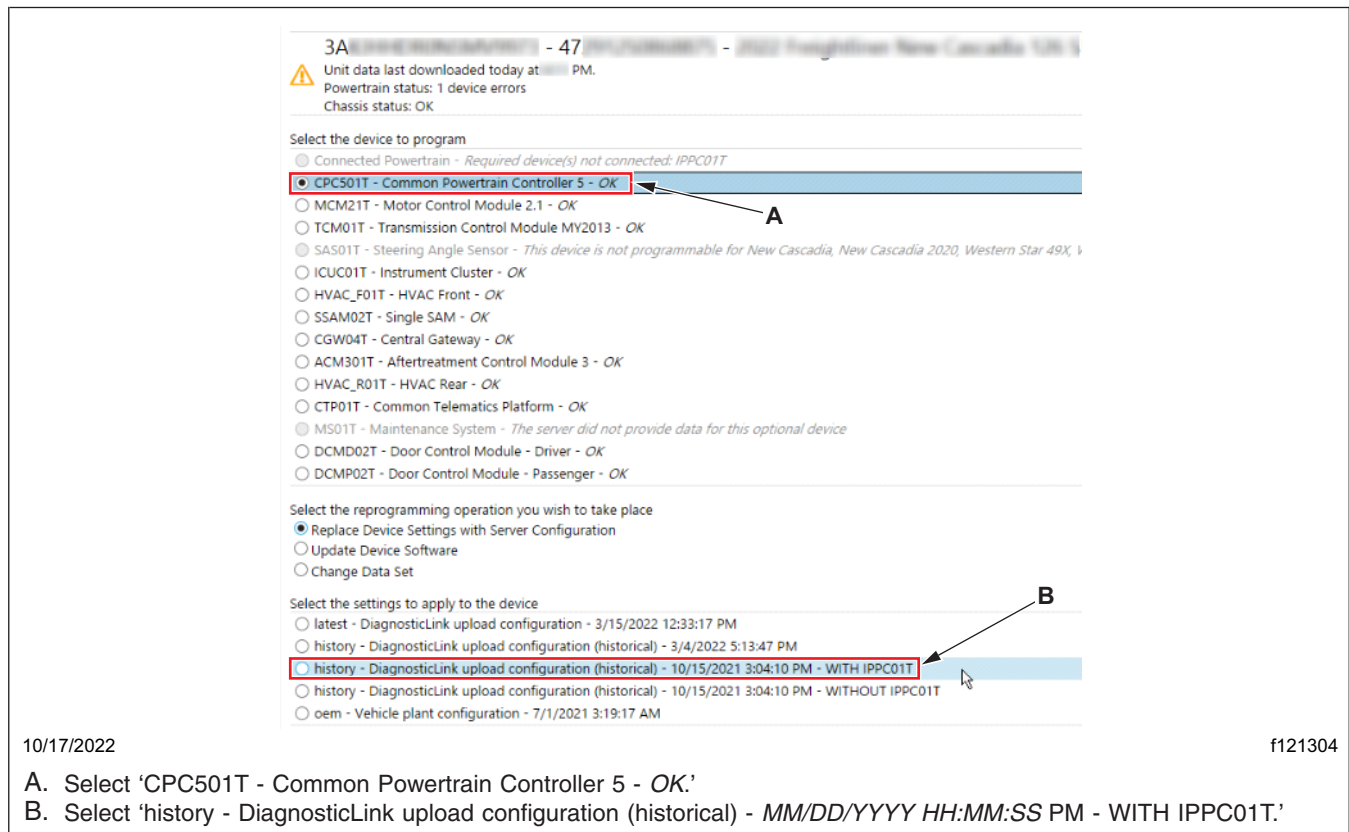 3A - 47 -
Unit data last downloaded today at PM.
Powertrain status: 1 device errors
Chassis status: OK
Select the device to program
Connected Powertrain - Required device(s) not connected: IPPC01T
CPC501T - Common Powertrain Controller 5 - OK
A
MCM21T - Motor Control Module 2.1 - OK
TCM01T - Transmission Control Module MY2013 - OK
SAS01T - Steering Angle Sensor - This device is not programmable for New Cascadia, New Cascadia 2020, Western Star 49X,
ICUC01T - Instrument Cluster - OK
HVAC_F01T - HVAC Front - OK
SSAM02T - Single SAM - OK
CGW04T - Central Gateway - OK
ACM301T - Aftertreatment Control Module 3 - OK
HVAC_R01T - HVAC Rear - OK
CTP01T - Common Telematics Platform - OK
MS01T - Maintenance System - The server did not provide data for this optional device
DCMD02T - Door Control Module - Driver - OK
DCMP02T - Door Control Module - Passenger - OK
Select the reprogramming operation you wish to take place
Replace Device Settings with Server Configuration
Update Device Software
Change Data Set
B
Select the settings to apply to the device
latest - DiagnosticLink upload configuration - 3/15/2022 12:33:17 PM
history - DiagnosticLink upload configuration (historical) - 3/4/2022 5:13:47 PM
history - DiagnosticLink upload configuration (historical) - 10/15/2021 3:04:10 PM - WITH IPPC01T
history - DiagnosticLink upload configuration (historical) - 10/15/2021 3:04:10 PM - WITHOUT IPPC01T
oem - Vehicle plant configuration - 7/1/2021 3:19:17 AM
10/17/2022 f121304
A. Select ‘CPC501T - Common Powertrain Controller 5 - OK.’
B. Select ‘history - DiagnosticLink upload configuration (historical) - MM/DD/YYYY HH:MM:SS PM - WITH IPPC01T.’